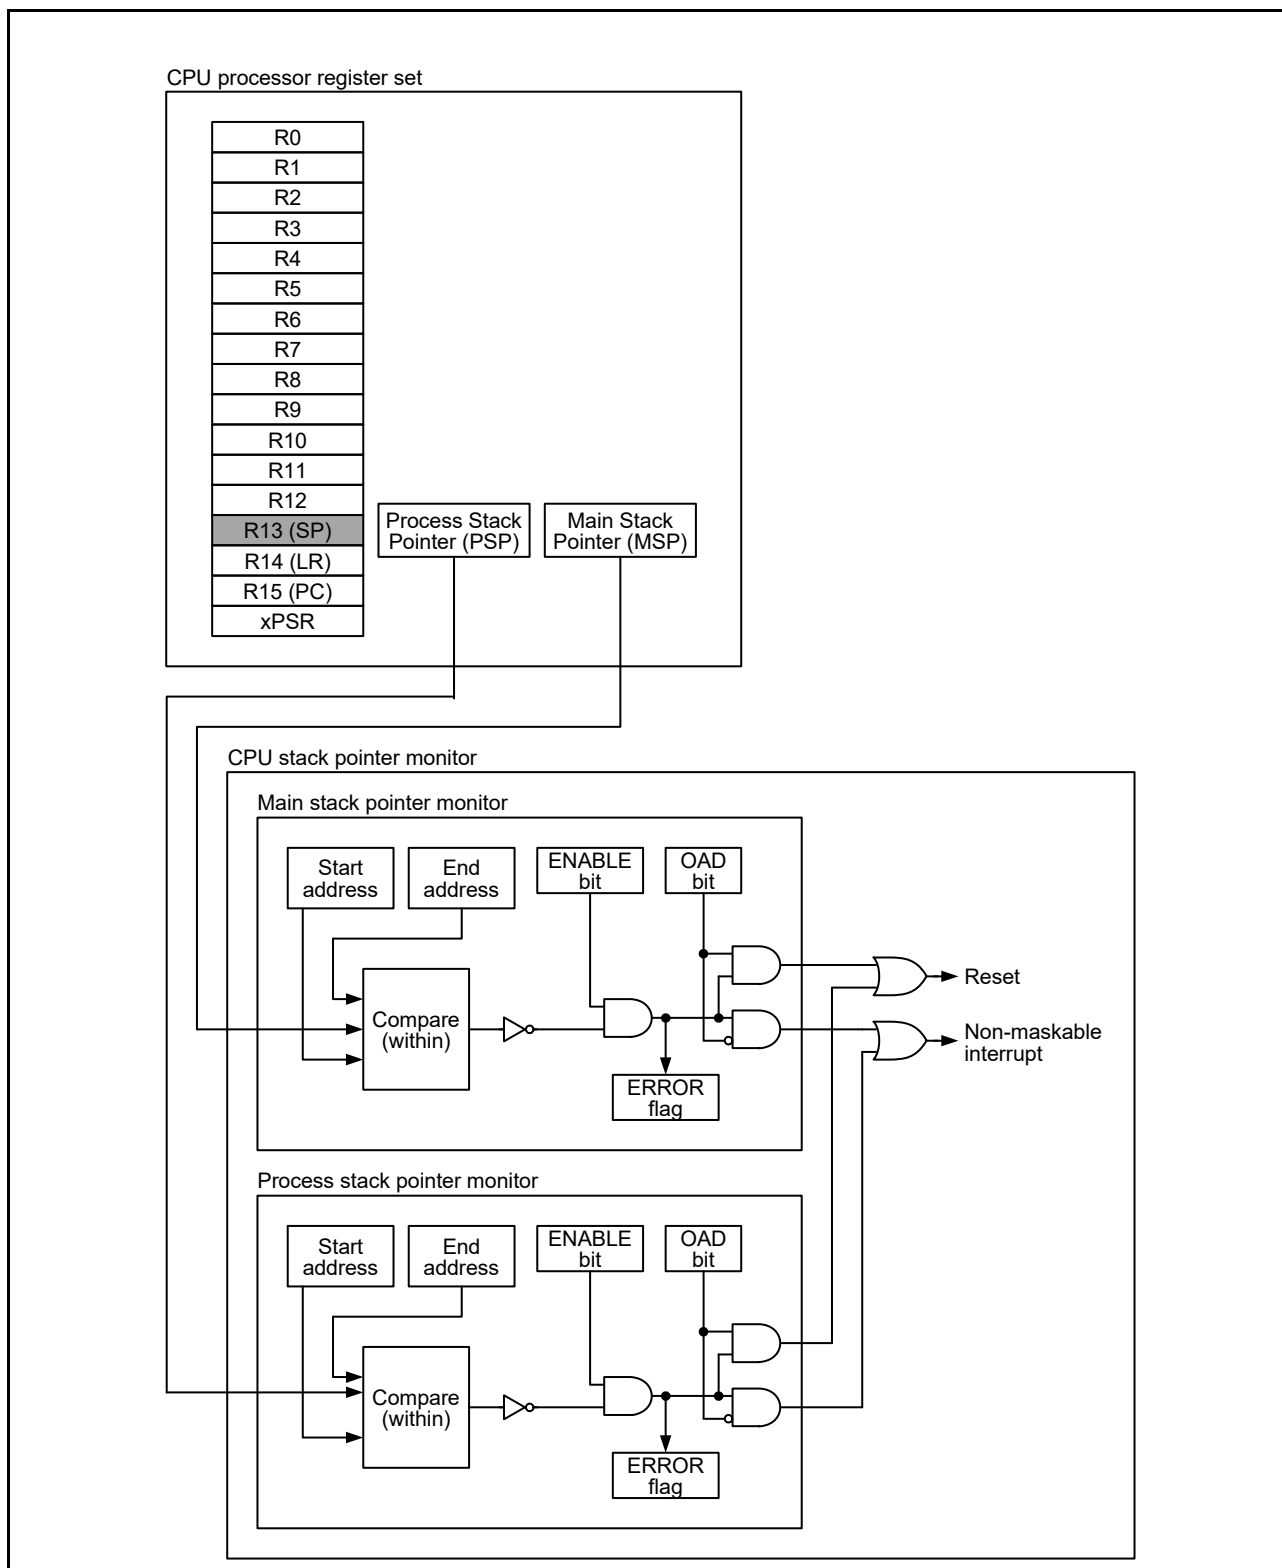 CPU processor register set
R0
R1
R2
R3
R4
R5
R6
R7
R8
R9
R10
R11
R12
R13 (SP)
R14 (LR)
R15 (PC)
xPSR
Process Stack
Pointer (PSP)
Main Stack
Pointer (MSP)
CPU stack pointer monitor
Main stack pointer monitor
Start
address
End
address
ENABLE
bit
OAD
bit
Compare
(within)
ERROR
flag
Reset
Non-maskable
interrupt
Process stack pointer monitor
Start
address
End
address
ENABLE
bit
OAD
bit
Compare
(within)
ERROR
flag